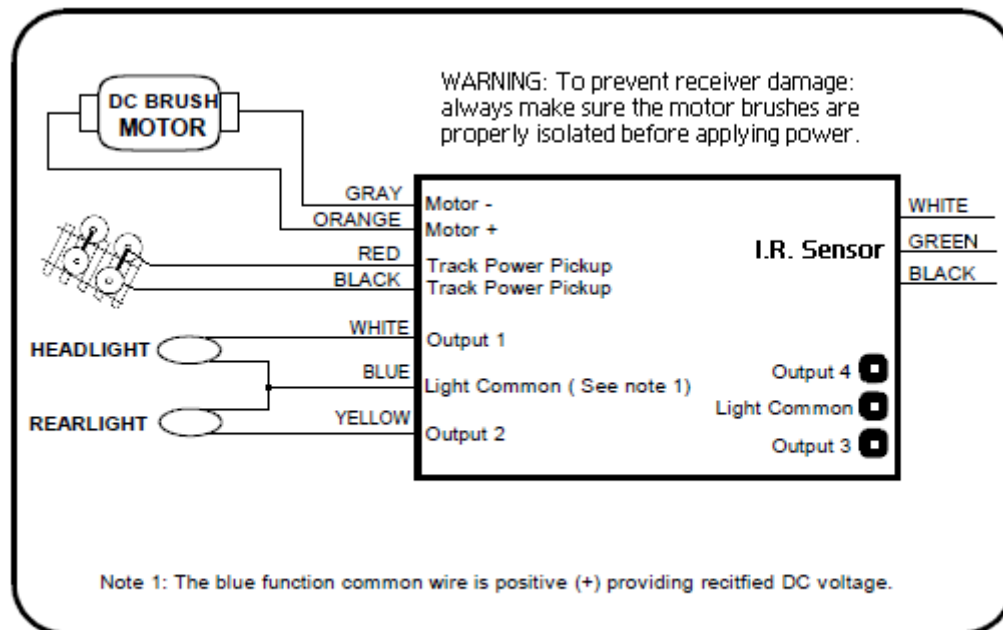 WARNING: To prevent receiver damage:
always make sure the motor brushes are
properly isolated before applying power.
DC BRUSH
MOTOR
GRAY
ORANGE
RED
BLACK
WHITE
BLUE
YELLOW
HEADLIGHT
REARLIGHT
Motor -
Motor +
Track Power Pickup
Track Power Pickup
Output 1
Light Common ( See note 1)
Output 2
I.R. Sensor
WHITE
GREEN
BLACK
Output 4
Light Common
Output 3
Note 1: The blue function common wire is positive (+) providing recitfied DC voltage.